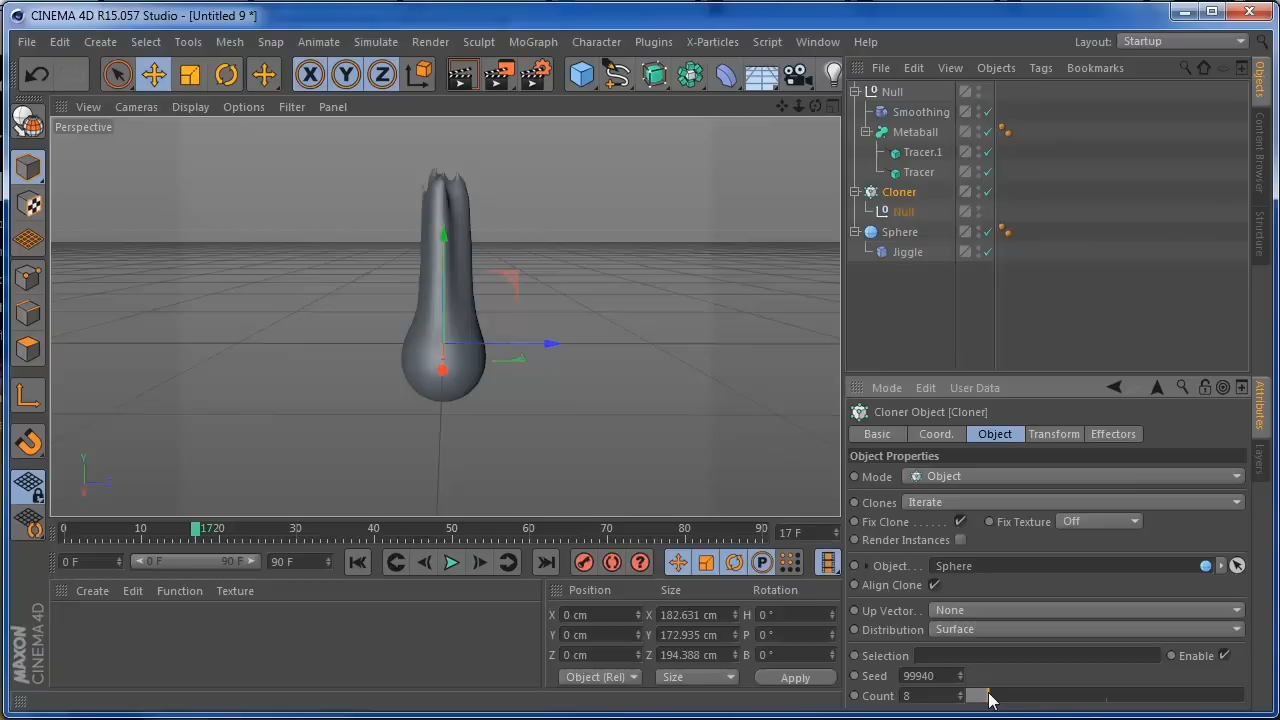 CINEMA 4D R15.057 Studio - [Untitled 9 *]
File Edit Create Select Tools Mesh Snap Animate Simulate Render Sculpt MoGraph Character Plugins X-Particles Script Window Help Layout: Startup
X Y Z
File Edit View Objects Tags Bookmarks
Objects
Content Browser
Structure
View Cameras Display Options Filter Panel
Perspective
Null
Smoothing
Metaball
Tracer.1
Tracer
Cloner
Null
Sphere
Jiggle
Mode Edit User Data
Attributes
Layers
Cloner Object [Cloner]
Basic Coord. Object Transform Effectors
Object Properties
Mode Object
Clones Iterate
Fix Clone . . . . . . Fix Texture Off
Render Instances
Object. . . Sphere
Align Clone
Up Vector. . None
Distribution Surface
Selection Enable
Seed 99940
Count 8
Y
0 10 1720 30 40 50 60 70 80 90 17 F
0 F 0 F 90 F 90 F
P
Create Edit Function Texture
Position Size Rotation
X 0 cm X 182.631 cm H 0 °
Y 0 cm Y 172.935 cm P 0 °
Z 0 cm Z 194.388 cm B 0 °
Object (Rel) Size Apply
MAXON
CINEMA 4D